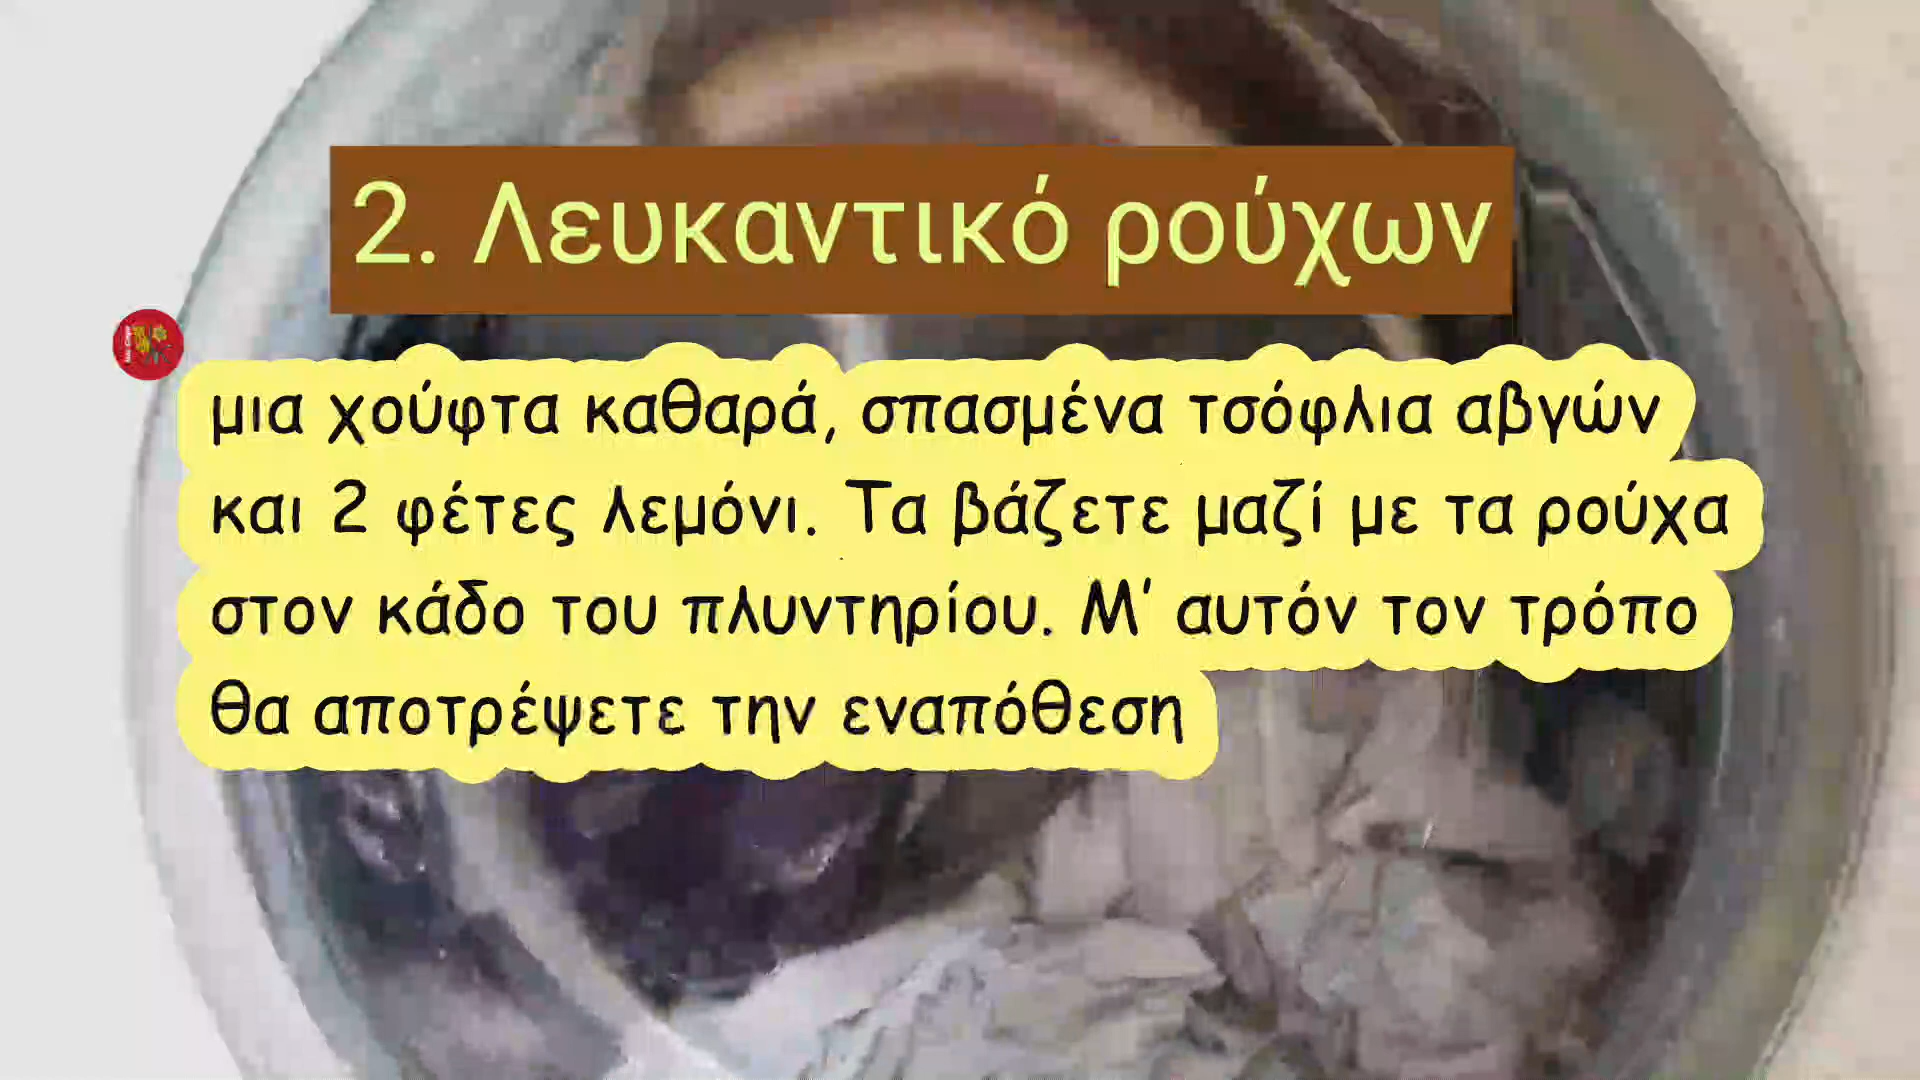 2. Λευκαντικό ρούχων
μια χούφτα καθαρά, σπασμένα τσόφλια αβγών
και 2 φέτες λεμόνι. Τα βάζετε μαζί με τα ρούχα
στον κάδο του πλυντηρίου. Μ' αυτόν τον τρόπο
θα αποτρέψετε την εναπόθεση